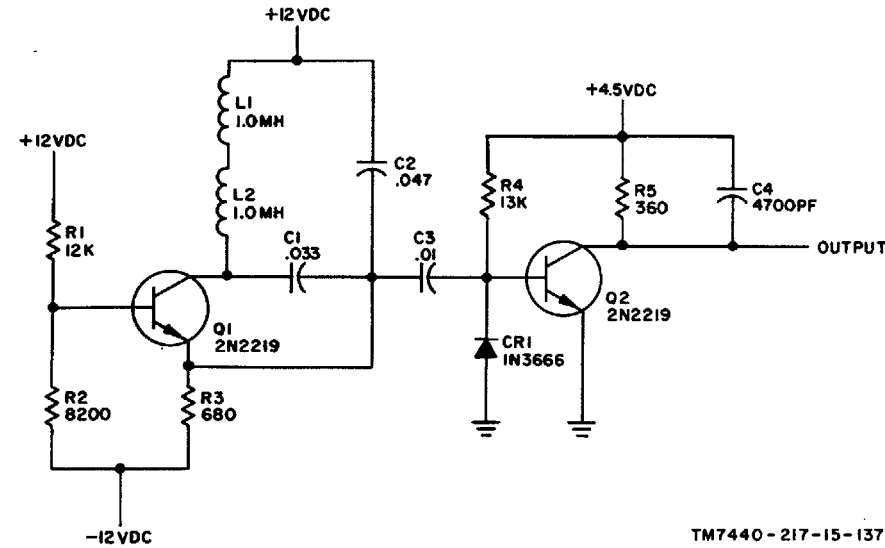 +12VDC
+4.5VDC
+12VDC
L1
1.0MH
C2
.047
R4
13K
R5
360
C4
4700PF
L2
1.0MH
R1
12K
C1
.033
C3
.01
OUTPUT
Q1
2N2219
Q2
2N2219
CR1
1N3666
R2
8200
R3
680
-12VDC
TM7440-217-15-137